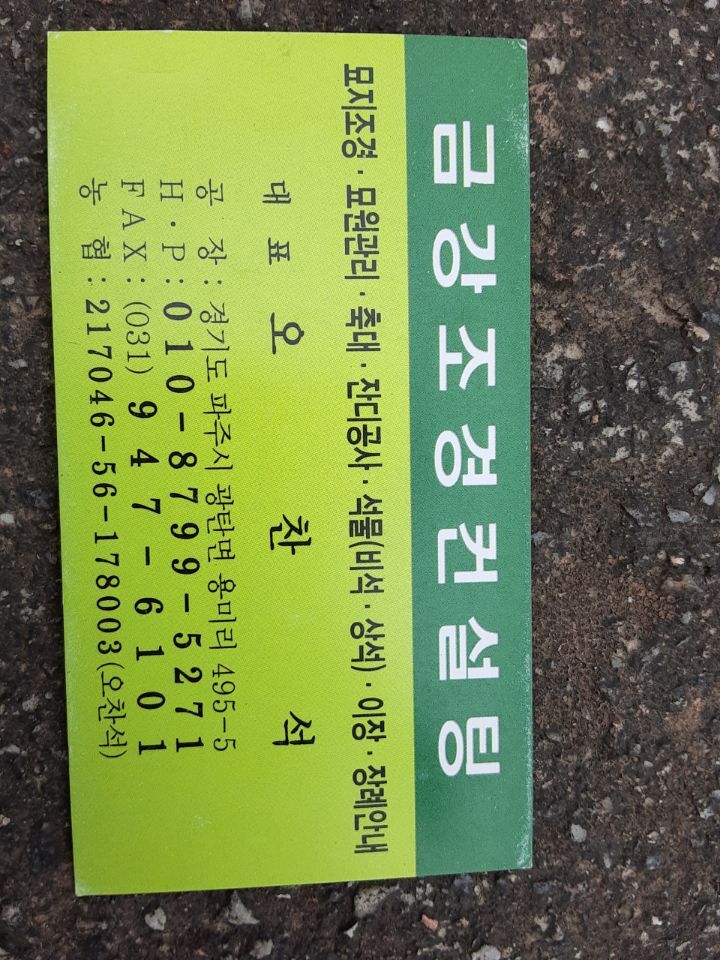 금강조경컨설팅
묘지조경·묘원관리·축대·잔디공사·석물(비석·상석)·이장·장례안내
대표 오 찬 석
공 장 : 경기도 파주시 광탄면 용미리 495-5
H·P : 010-8799-5271
FAX : (031) 947-6101
농 협 : 217046-56-178003(오찬석)